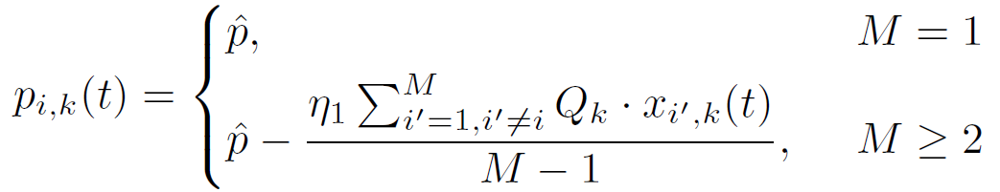 p_{i,k}(t) = \begin{cases} \hat{p}, & M = 1 \\ \hat{p} - \frac{\eta_1 \sum_{i'=1, i' \neq i}^{M} Q_k \cdot x_{i',k}(t)}{M - 1}, & M \geq 2 \end{cases}